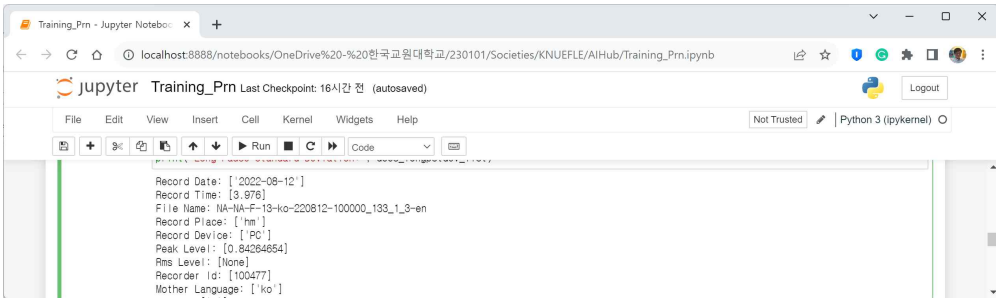 Training_Prn - Jupyter Noteboo
localhost:8888/notebooks/OneDrive%20-%20한국교원대학교/230101/Societies/KNUEFLE/AIHub/Training_Prn.ipynb
jupyter Training_Prn Last Checkpoint: 16시간 전 (autosaved)
Logout
File Edit View Insert Cell Kernel Widgets Help
Not Trusted Python 3 (ipykernel)
Run Code
Record Date: ['2022-08-12']
Record Time: [3.976]
File Name: NA-NA-F-13-ko-220812-100000_133_1_3-en
Record Place: ['hm']
Record Device: ['PC']
Peak Level: [0.84264654]
Rms Level: [None]
Recorder Id: [100477]
Mother Language: ['ko']